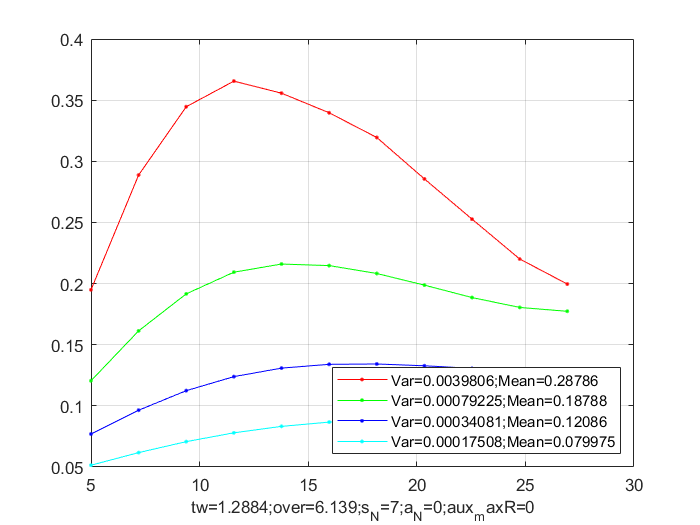 0.4
0.35
0.3
0.25
0.2
0.15
0.1
0.05
Var=0.0039806;Mean=0.28786
Var=0.00079225;Mean=0.18788
Var=0.00034081;Mean=0.12086
Var=0.00017508;Mean=0.079975
5 10 15 20 25 30
tw=1.2884;over=6.139;s_N=7;a_N=0;aux_maxR=0